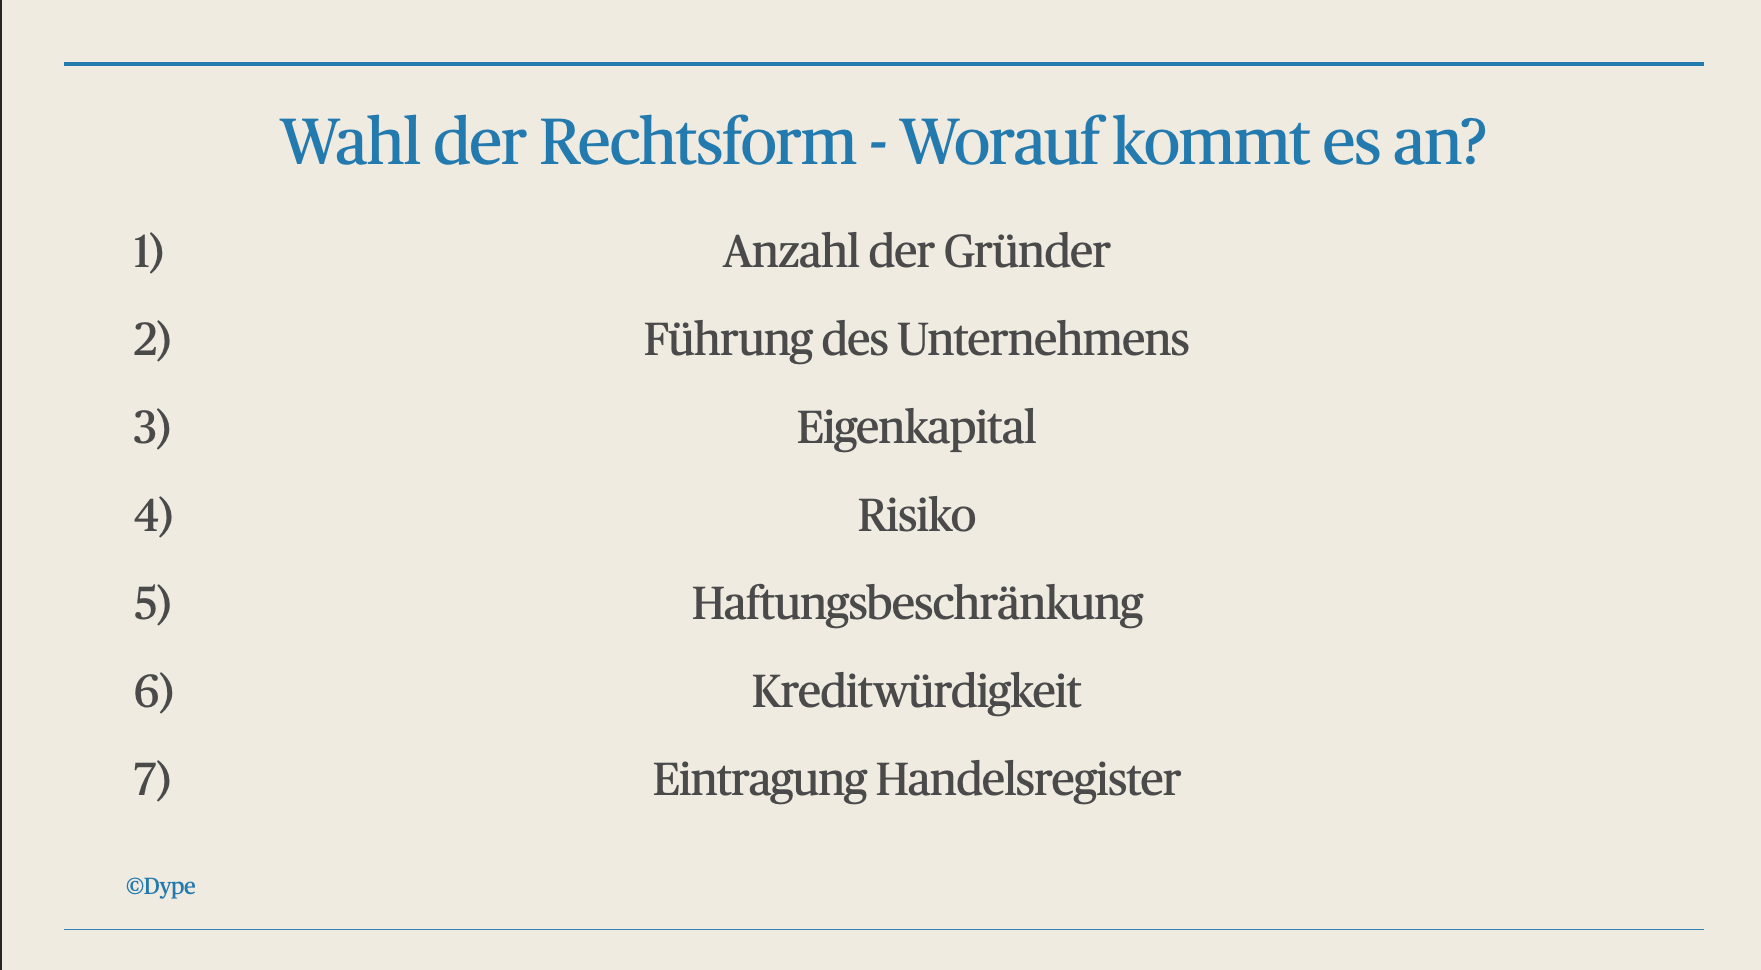 Wahl der Rechtsform - Worauf kommt es an?
1) Anzahl der Gründer
2) Führung des Unternehmens
3) Eigenkapital
4) Risiko
5) Haftungsbeschränkung
6) Kreditwürdigkeit
7) Eintragung Handelsregister
©Dype